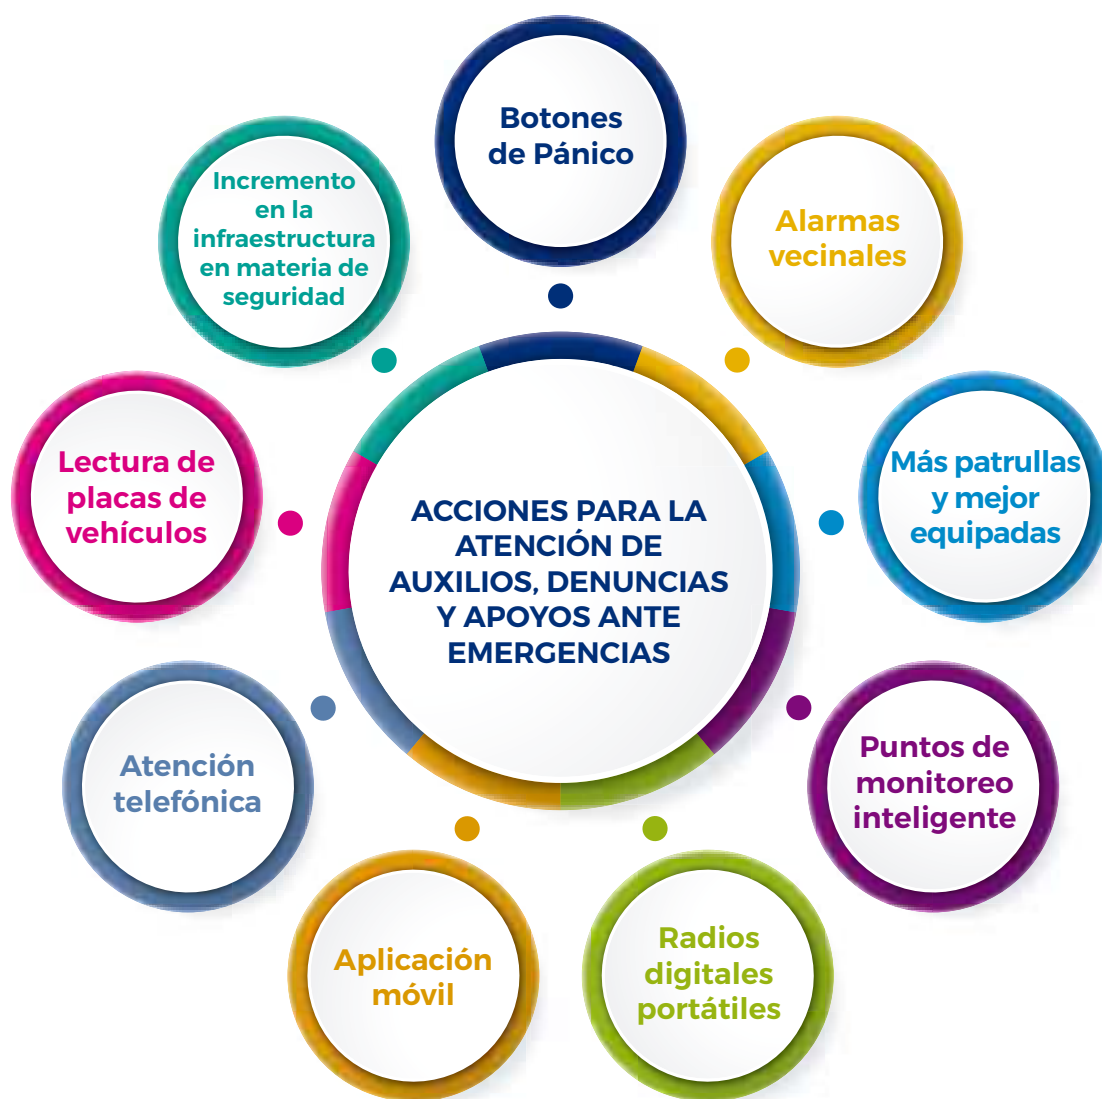 Botones
de Pánico
Alarmas
vecinales
Más patrullas
y mejor
equipadas
Puntos de
monitoreo
inteligente
Radios
digitales
portátiles
Aplicación
móvil
Atención
telefónica
Lectura de
placas de
vehículos
Incremento
en la
infraestructura
en materia de
seguridad
ACCIONES PARA LA
ATENCIÓN DE
AUXILIOS, DENUNCIAS
Y APOYOS ANTE
EMERGENCIAS